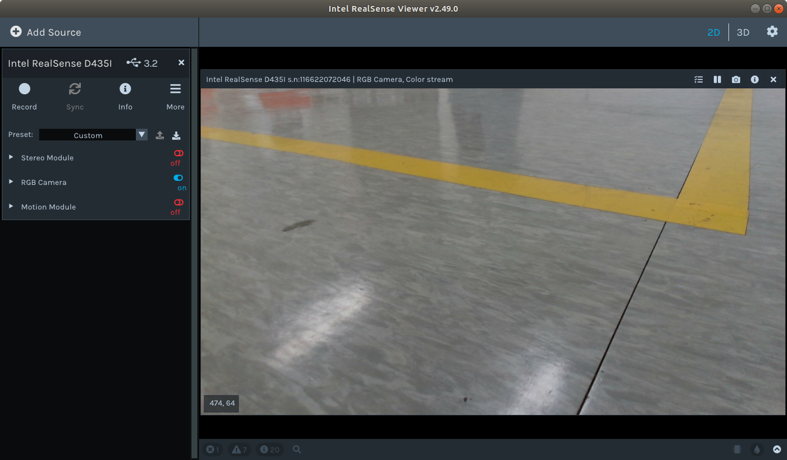 Intel RealSense Viewer v2.49.0
Add Source
2D
3D
Intel RealSense D435I
3.2
Record
Sync
Info
More
Preset:
Custom
Stereo Module
off
RGB Camera
on
Motion Module
off
Intel RealSense D435I s.n:116622072046 | RGB Camera, Color stream
474, 64
1
7
20